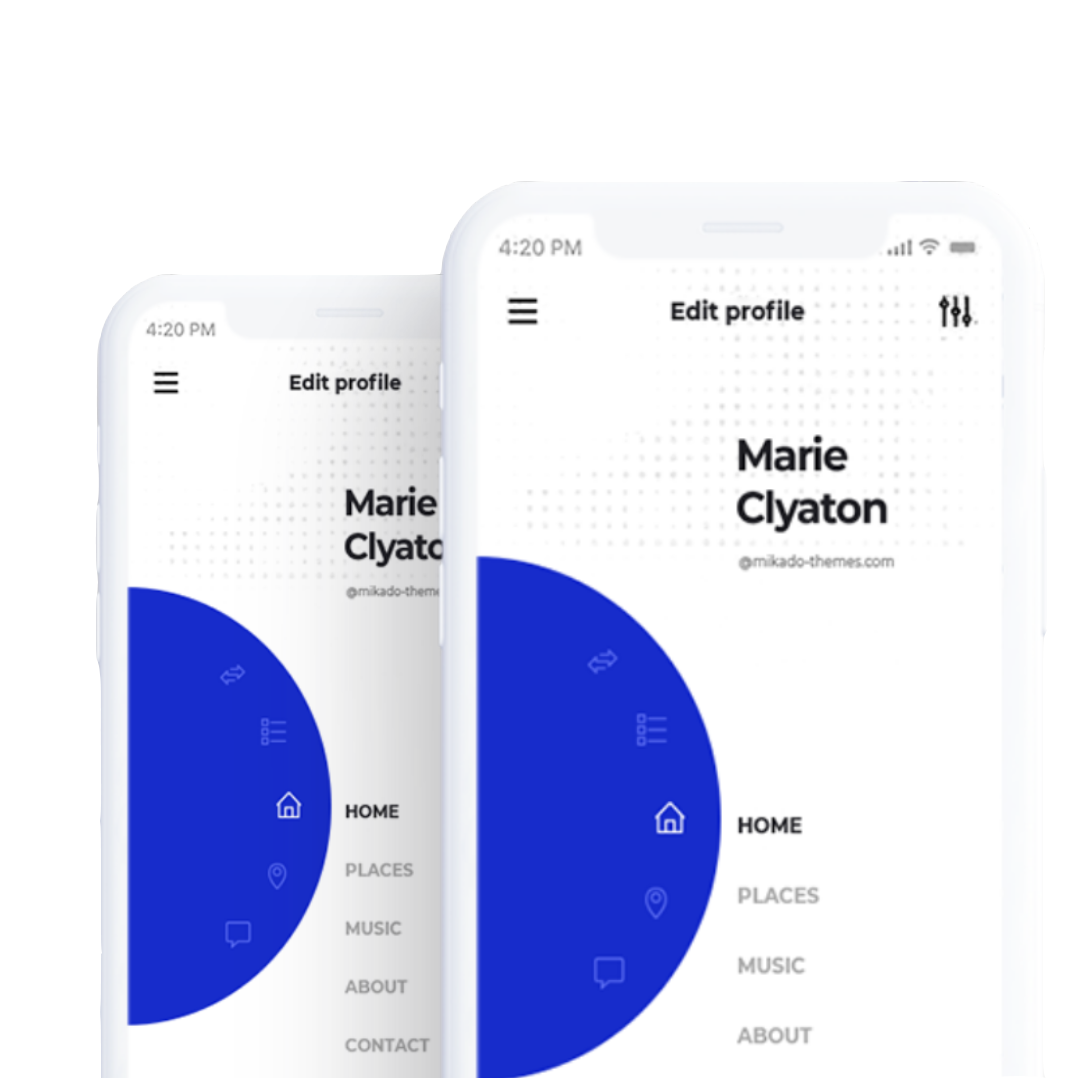 4:20 PM
Edit profile
Marie
Clyato
@mikado-theme
HOME
PLACES
MUSIC
ABOUT
CONTACT
4:20 PM
Edit profile
Marie
Clyaton
@mikado-themes.com
HOME
PLACES
MUSIC
ABOUT